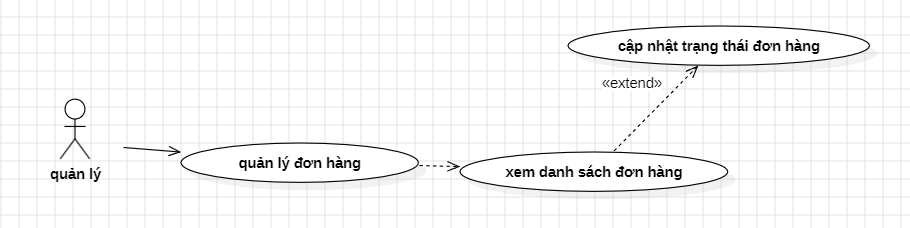 cập nhật trạng thái đơn hàng
«extend»
quản lý đơn hàng
quản lý
xem danh sách đơn hàng